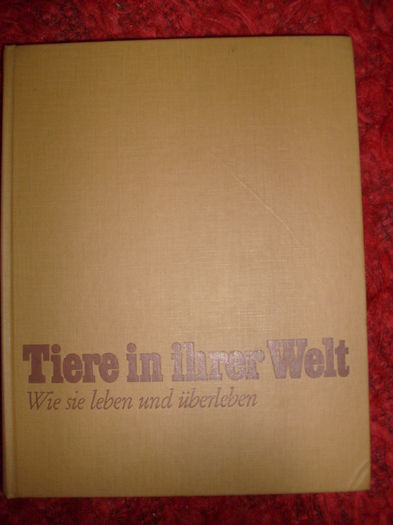 Tiere in ihrer Welt
Wie sie leben und überleben